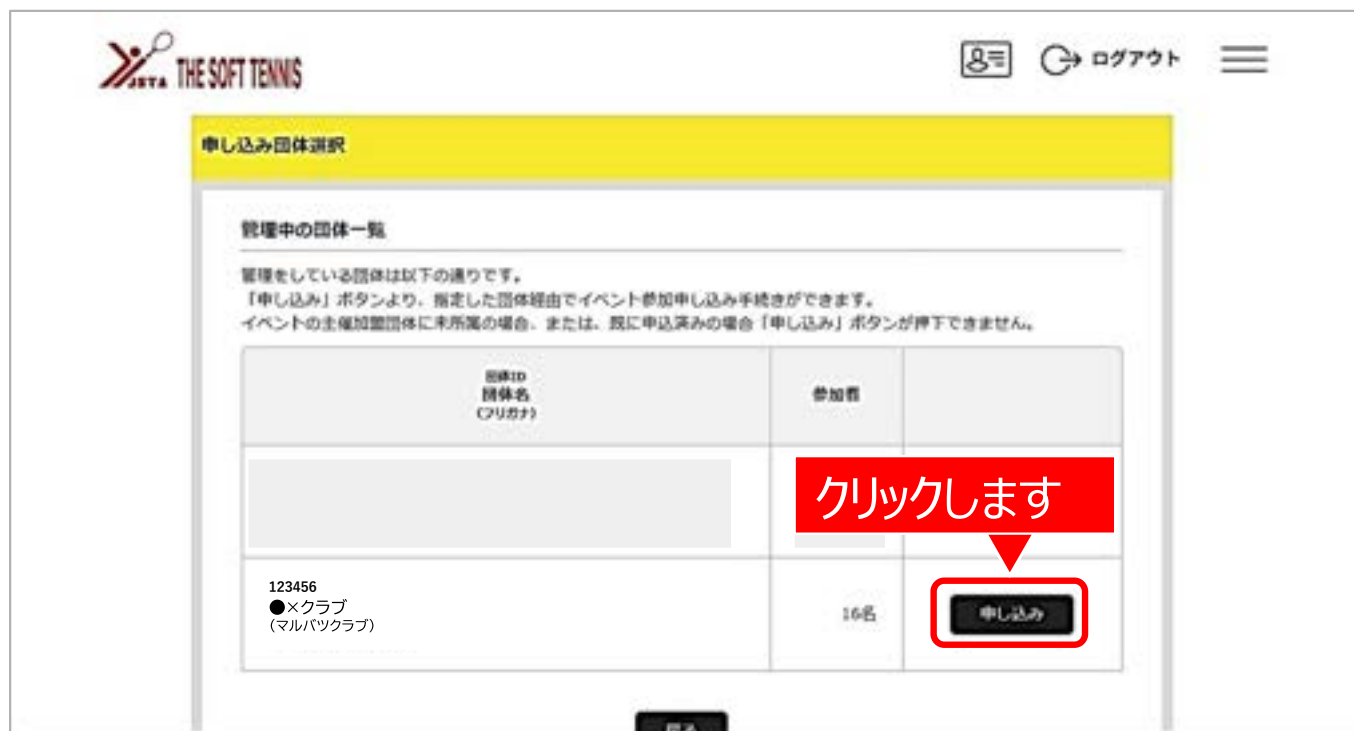 JSTA THE SOFT TENNIS
ログアウト
申し込み団体選択
管理中の団体一覧
管理をしている団体は以下の通りです。
「申し込み」ボタンより、指定した団体経由でイベント参加申し込み手続きができます。
イベントの主催加盟団体に未所属の場合、または、既に申込済みの場合「申し込み」ボタンが押下できません。
団体ID
団体名
(フリガナ)
参加者
クリックします
123456
●×クラブ
(マルバツクラブ)
16名
申し込み
戻る